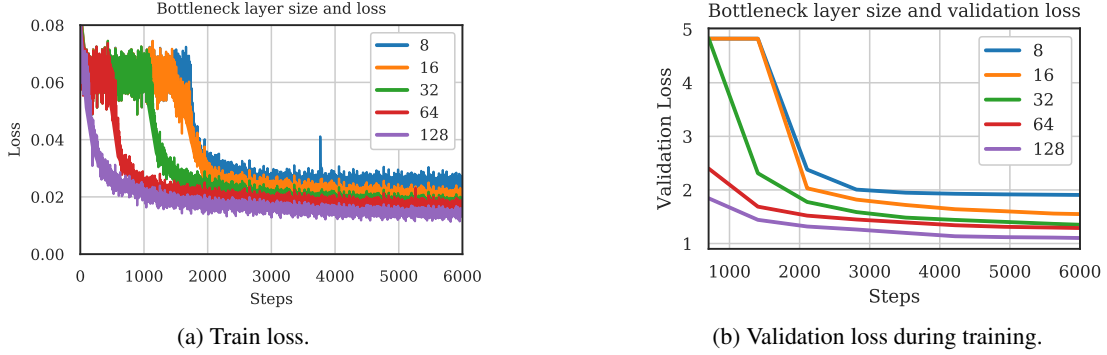 Bottleneck layer size and loss
0.08
0.06
0.04
0.02
0.00
Loss
8
16
32
64
128
0 1000 2000 3000 4000 5000 6000
Steps
(a) Train loss.
Bottleneck layer size and validation loss
5
4
3
2
1
Validation Loss
8
16
32
64
128
1000 2000 3000 4000 5000 6000
Steps
(b) Validation loss during training.